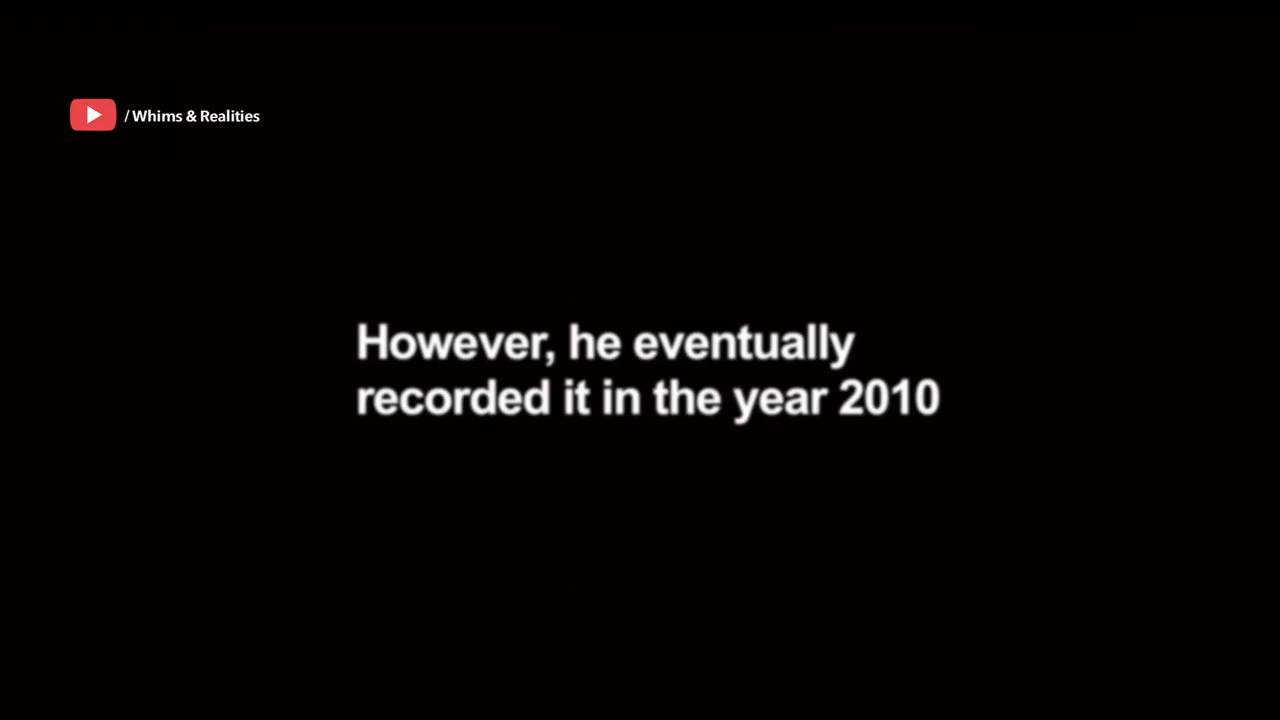 /Whims & Realities
However, he eventually
recorded it in the year 2010